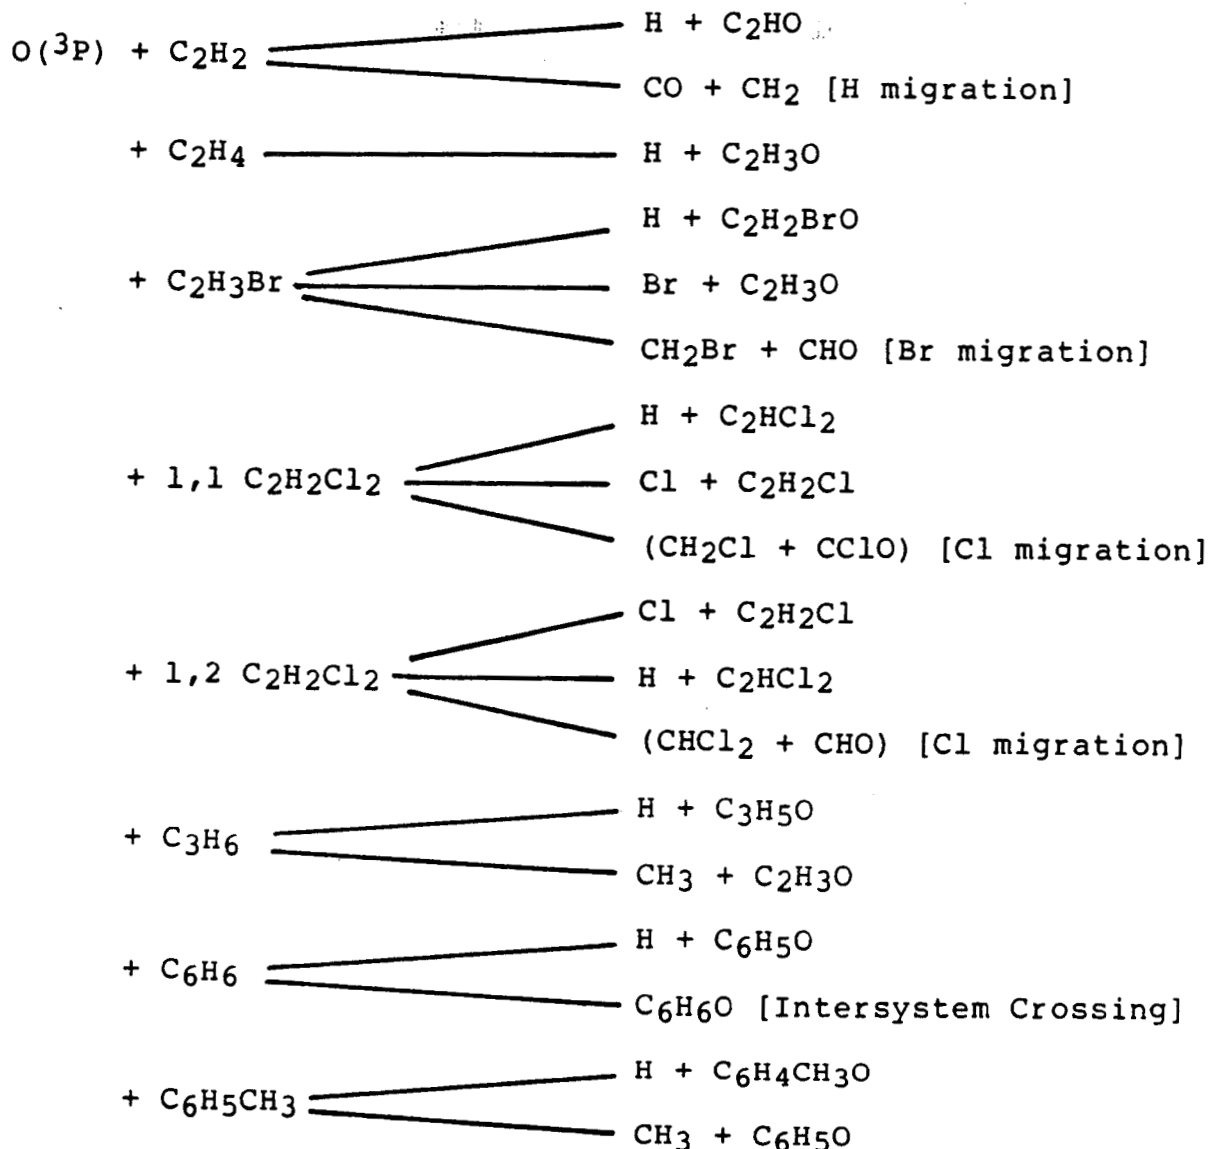 H + C2HO
O(3P) + C2H2
CO + CH2 [H migration]
+ C2H4 H + C2H3O
H + C2H2BrO
+ C2H3Br Br + C2H3O
CH2Br + CHO [Br migration]
H + C2HCl2
+ 1,1 C2H2Cl2 Cl + C2H2Cl
(CH2Cl + CClO) [Cl migration]
Cl + C2H2Cl
+ 1,2 C2H2Cl2 H + C2HCl2
(CHCl2 + CHO) [Cl migration]
H + C3H5O
+ C3H6
CH3 + C2H3O
H + C6H5O
+ C6H6
C6H6O [Intersystem Crossing]
H + C6H4CH3O
+ C6H5CH3
CH3 + C6H5O